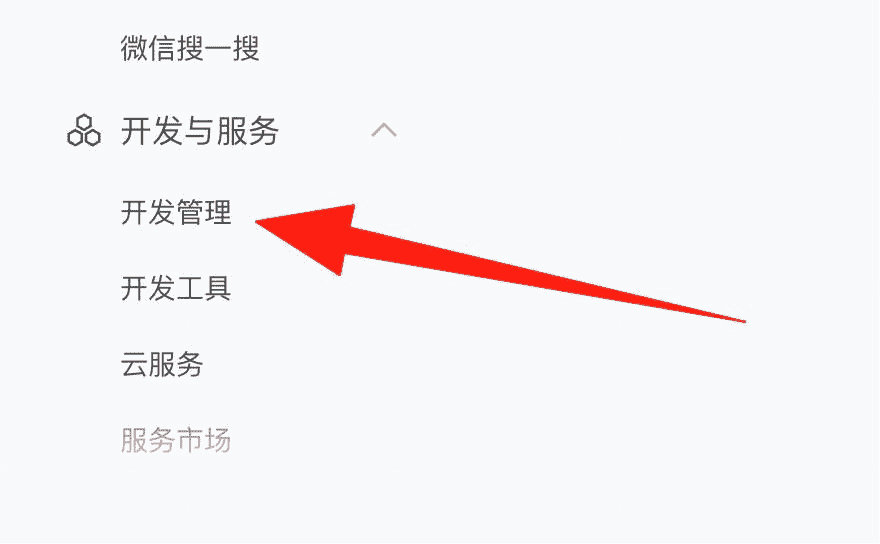 微信搜一搜
开发与服务
开发管理
开发工具
云服务
服务市场